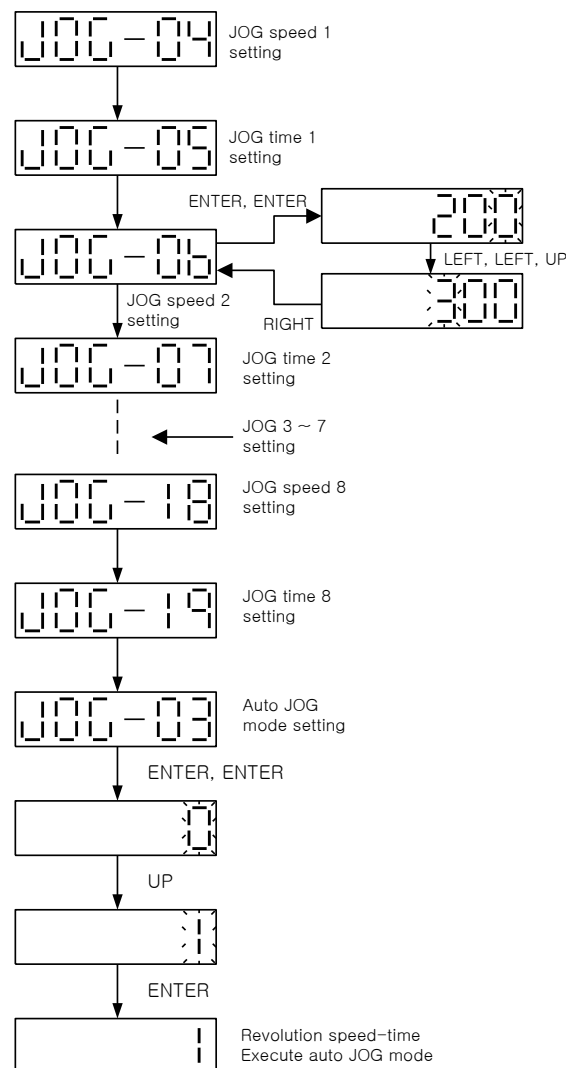 JOG-04
JOG speed 1
setting
JOG-05
JOG time 1
setting
ENTER, ENTER
200
JOG-06
LEFT, LEFT, UP
300
RIGHT
JOG speed 2
setting
JOG-07
JOG time 2
setting
JOG 3 ~ 7
setting
JOG-18
JOG speed 8
setting
JOG-19
JOG time 8
setting
JOG-03
Auto JOG
mode setting
ENTER, ENTER
0
UP
1
ENTER
1
Revolution speed-time
Execute auto JOG mode